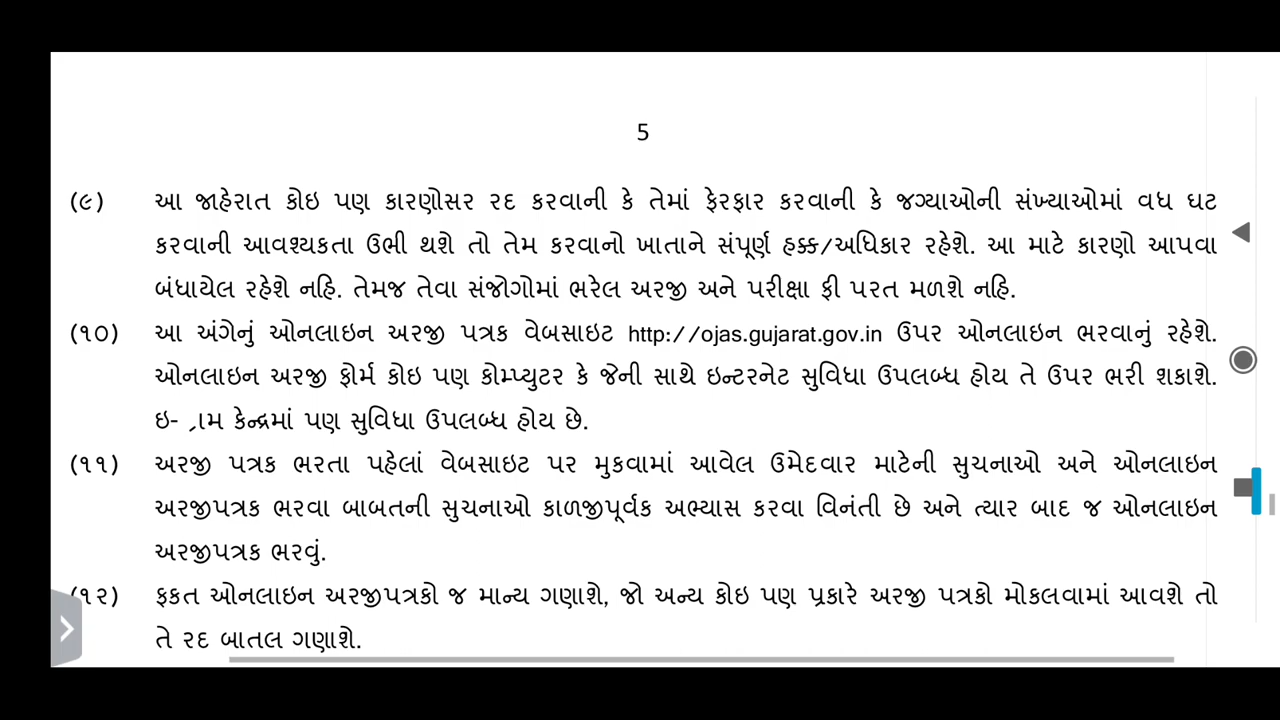 5
(૯) આ જાહેરાત કોઇ પણ કારણોસર રદ કરવાની કે તેમાં ફેરફાર કરવાની કે જગ્યાઓની સંખ્યાઓમાં વધ ઘટ
કરવાની આવશ્યકતા ઉભી થશે તો તેમ કરવાનો ખાતાને સંપૂર્ણ હક્ક/અધિકાર રહેશે. આ માટે કારણો આપવા
બંધાયેલ રહેશે નહિ. તેમજ તેવા સંજોગોમાં ભરેલ અરજી અને પરીક્ષા ફી પરત મળશે નહિ.
(૧૦) આ અંગેનું ઓનલાઇન અરજી પત્રક વેબસાઇટ http://ojas.gujarat.gov.in ઉપર ઓનલાઇન ભરવાનું રહેશે.
ઓનલાઇન અરજી ફોર્મ કોઇ પણ કોમ્પ્યુટર કે જેની સાથે ઇન્ટરનેટ સુવિધા ઉપલબ્ધ હોય તે ઉપર ભરી શકાશે.
ઇ- કેન્દ્રમાં પણ સુવિધા ઉપલબ્ધ હોય છે.
(૧૧) અરજી પત્રક ભરતા પહેલાં વેબસાઇટ પર મુકવામાં આવેલ ઉમેદવાર માટેની સુચનાઓ અને ઓનલાઇન
અરજીપત્રક ભરવા બાબતની સુચનાઓ કાળજીપૂર્વક અભ્યાસ કરવા વિનંતી છે અને ત્યાર બાદ જ ઓનલાઇન
અરજીપત્રક ભરવું.
(૧૨) ફકત ઓનલાઇન અરજીપત્રકો જ માન્ય ગણાશે, જો અન્ય કોઇ પણ પ્રકારે અરજી પત્રકો મોકલવામાં આવશે તો
તે રદ બાતલ ગણાશે.